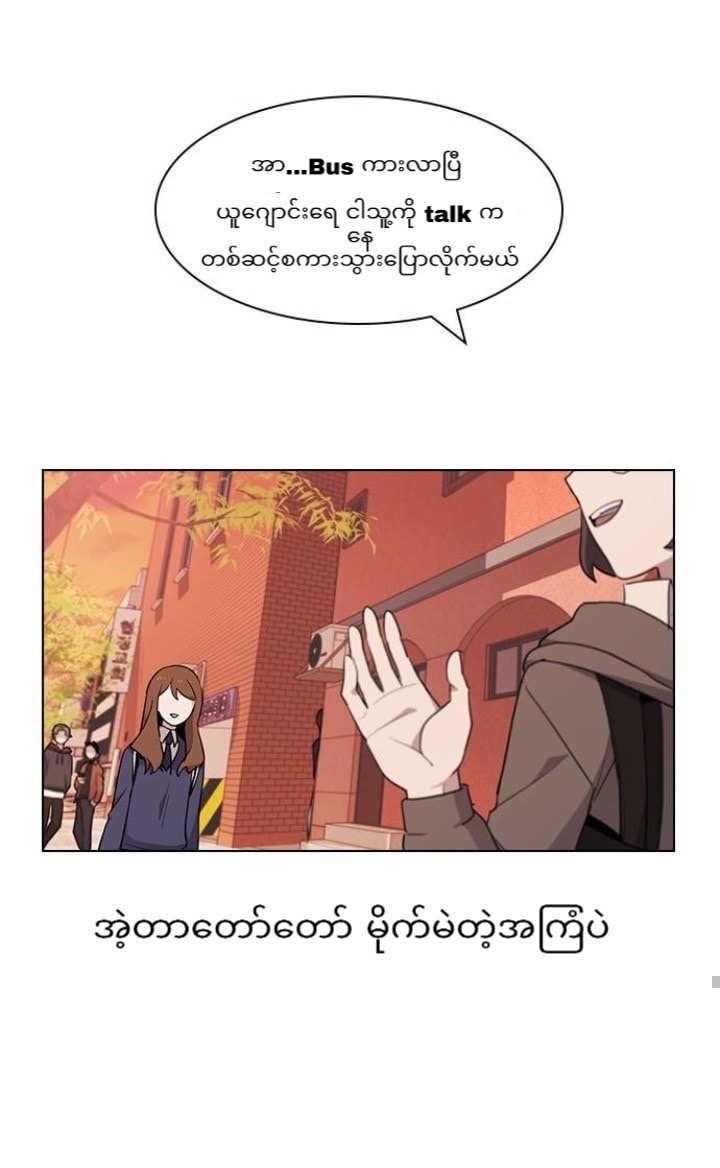 အာ...Bus ကားလာပြီ
ယူဂျောင်းရေ ငါသူ့ကို talk က
နေ
တစ်ဆင့်စကားသွားပြောလိုက်မယ်
အဲ့တာတော်တော် မိုက်မဲတဲ့အကြံပဲ